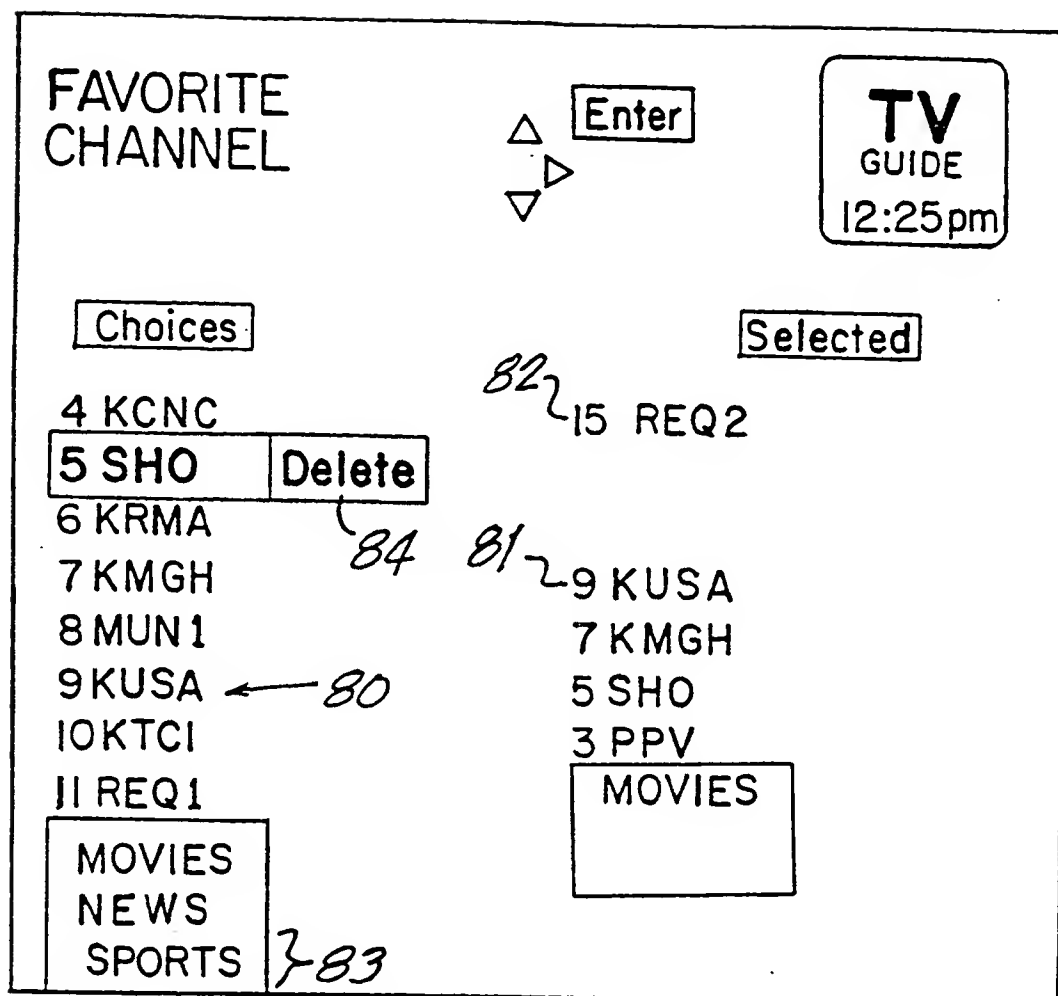 FAVORITE
CHANNEL
Enter
TV
GUIDE
12:25pm
Choices
Selected
82
4 KCNC
15 REQ2
5 SHO Delete
6 KRMA
84
81
7 KMGH
9 KUSA
8 MUN1
7 KMGH
9 KUSA
80
5 SHO
10 KTCI
3 PPV
11 REQ1
MOVIES
MOVIES
NEWS
SPORTS
83